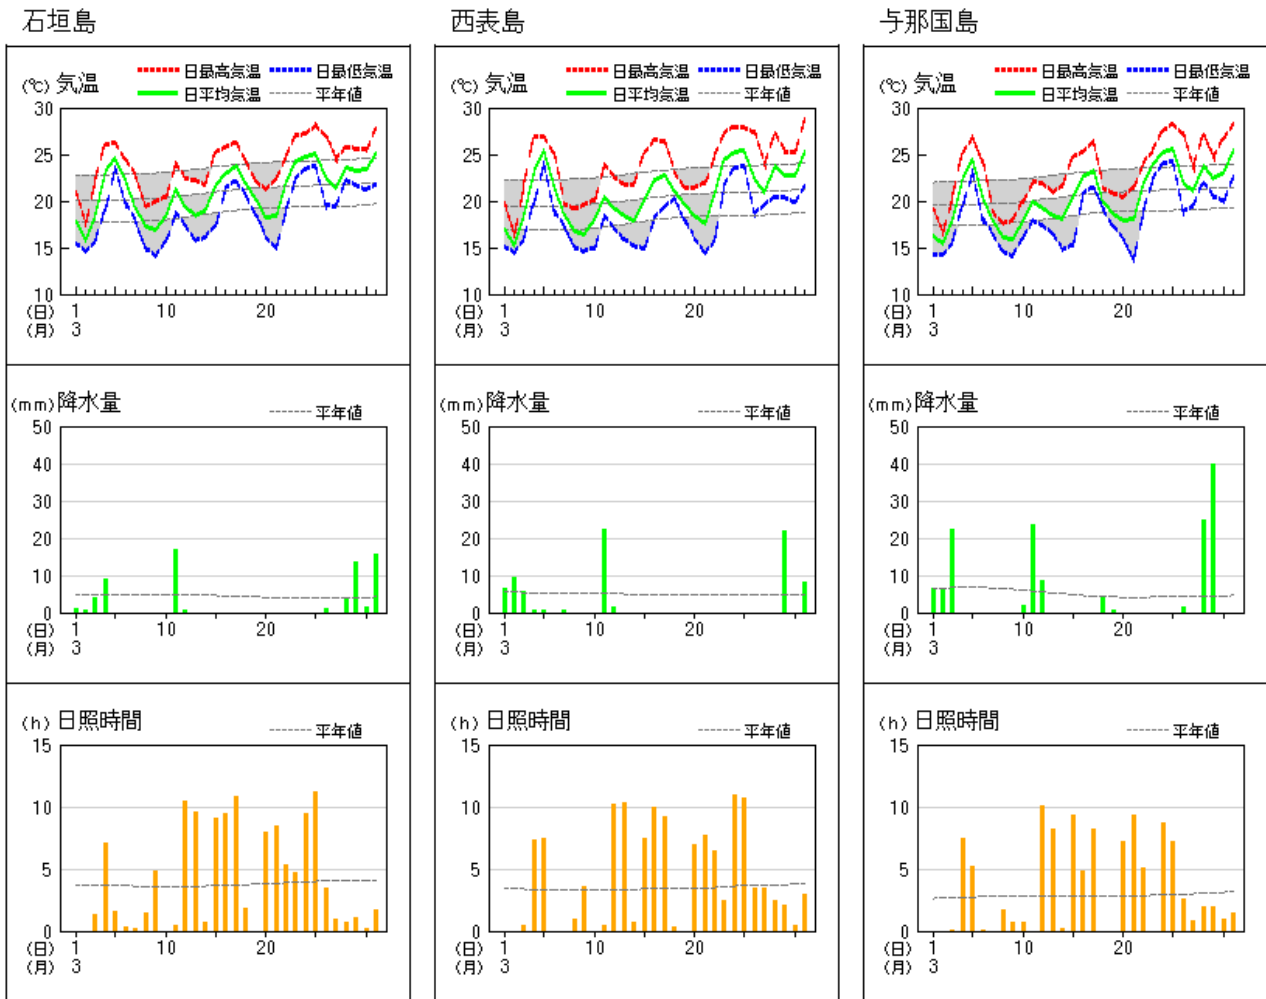 石垣島
(℃) 気温
日最高気温 日最低気温
日平均気温 平年値
30
25
20
15
10
(日) 1 10 20
(月) 3
(mm) 降水量
平年値
50
40
30
20
10
0
(日) 1 10 20
(月) 3
(h) 日照時間
平年値
15
10
5
0
(日) 1 10 20
(月) 3
西表島
(℃) 気温
日最高気温 日最低気温
日平均気温 平年値
30
25
20
15
10
(日) 1 10 20
(月) 3
(mm) 降水量
平年値
50
40
30
20
10
0
(日) 1 10 20
(月) 3
(h) 日照時間
平年値
15
10
5
0
(日) 1 10 20
(月) 3
与那国島
(℃) 気温
日最高気温 日最低気温
日平均気温 平年値
30
25
20
15
10
(日) 1 10 20
(月) 3
(mm) 降水量
平年値
50
40
30
20
10
0
(日) 1 10 20
(月) 3
(h) 日照時間
平年値
15
10
5
0
(日) 1 10 20
(月) 3